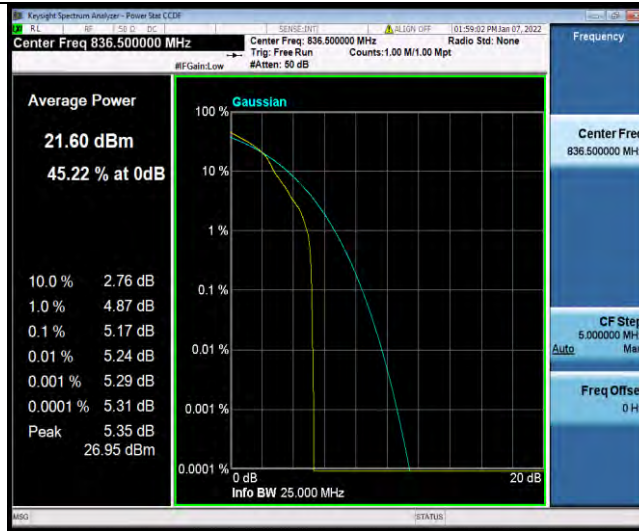 Keysight Spectrum Analyzer - Power Stat CCDF
RL RF 50 Ω DC SENSE:INT ALIGN OFF 01:59:02 PM Jan 07, 2022
Center Freq 836.500000 MHz
Center Freq: 836.500000 MHz Radio Std: None
Trig: Free Run Counts:1.00 M/1.00 Mpt
#IFGain:Low #Atten: 50 dB
Average Power
21.60 dBm
45.22 % at 0dB
10.0 % 2.76 dB
1.0 % 4.87 dB
0.1 % 5.17 dB
0.01 % 5.24 dB
0.001 % 5.29 dB
0.0001 % 5.31 dB
Peak 5.35 dB
26.95 dBm
Gaussian
100 %
10 %
1 %
0.1 %
0.01 %
0.001 %
0.0001 %
0 dB 20 dB
Info BW 25.000 MHz
Frequency
Center Fre
836.500000 MH
CF Step
5.000000 MH
Auto Ma
Freq Offse
0 H
MSG STATUS